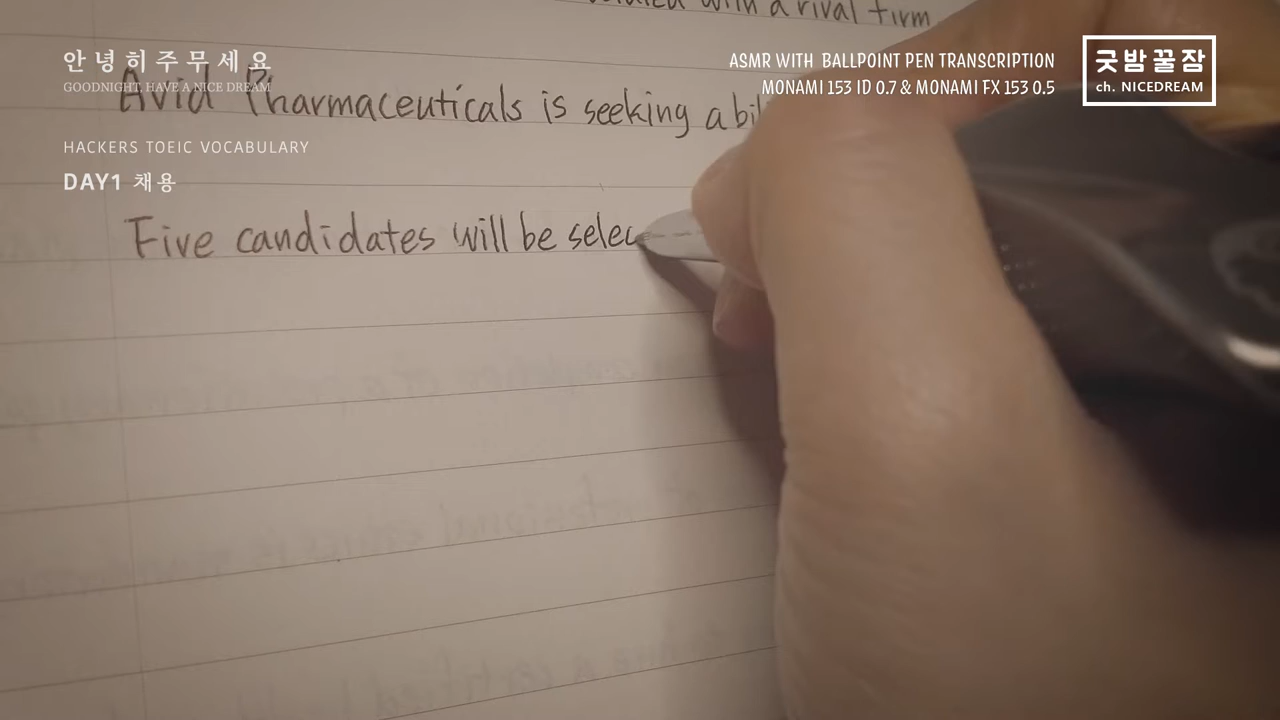 with a rival firm
안녕히주무세요
GOODNIGHT, HAVE A NICE DREAM
ASMR WITH BALLPOINT PEN TRANSCRIPTION
MONAMI 153 ID 0.7 & MONAMI FX 153 0.5
굿밤꿀잠
ch. NICEDREAM
Avid Pharmaceuticals is seeking a bil
HACKERS TOEIC VOCABULARY
DAY1 채용
Five candidates will be selec